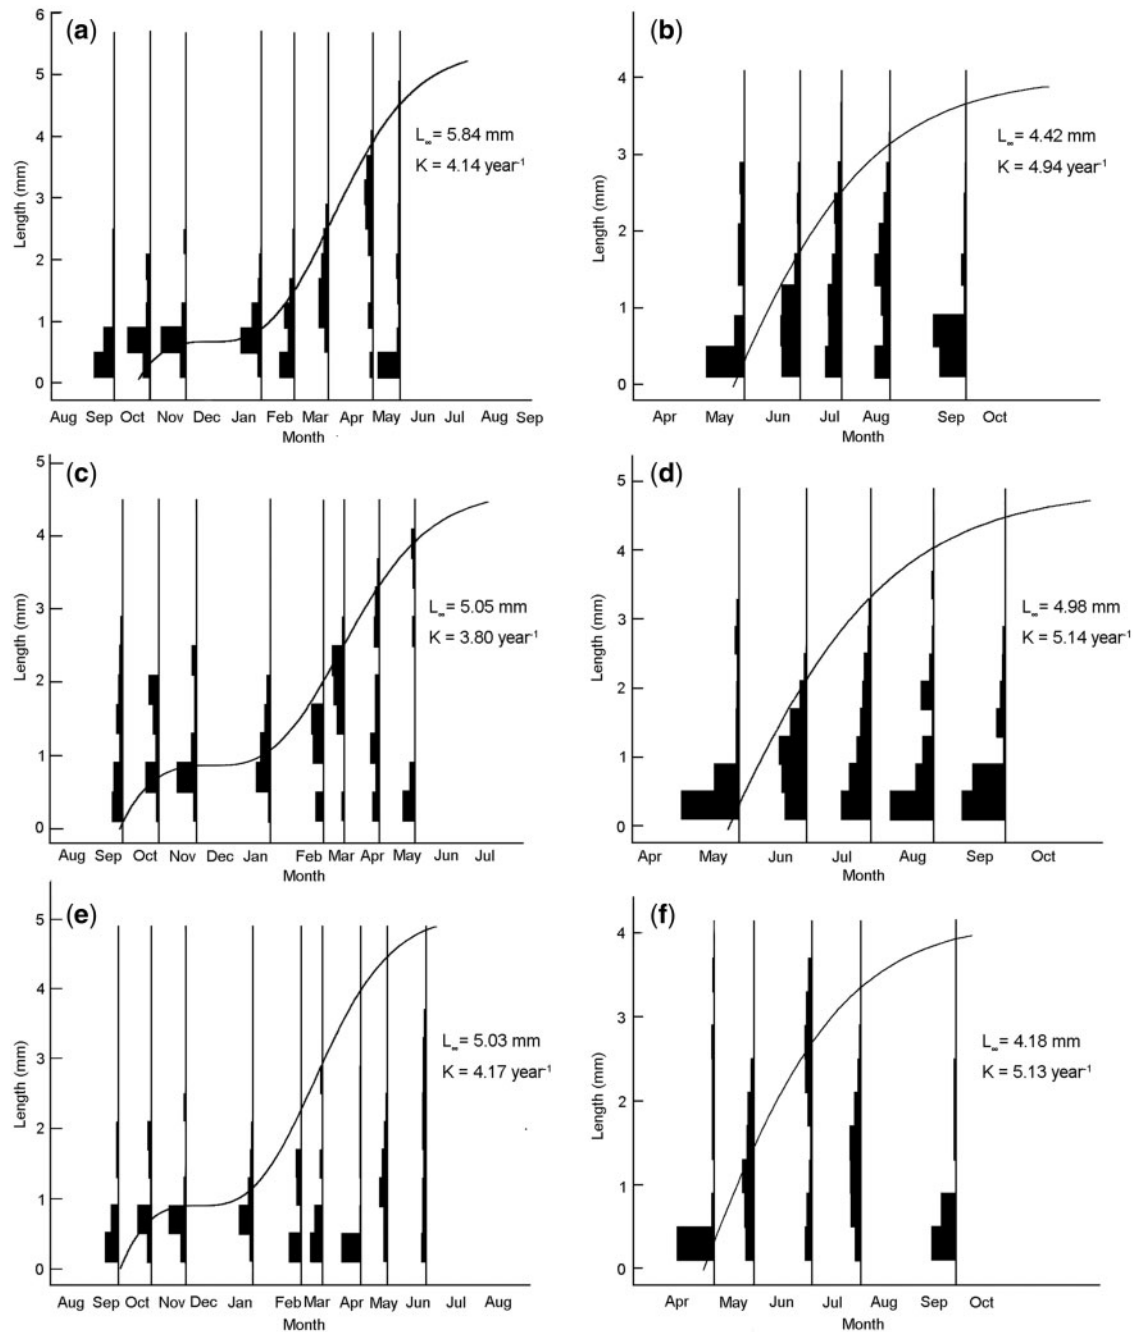 (a)
6
5
4
3
2
1
0
Length (mm)
L∞= 5.84 mm
K = 4.14 year-1
Aug Sep Oct Nov Dec Jan Feb Mar Apr May Jun Jul Aug Sep
Month
(b)
4
3
2
1
0
Length (mm)
L∞= 4.42 mm
K = 4.94 year-1
Apr May Jun Jul Aug Sep Oct
Month
(c)
5
4
3
2
1
0
Length (mm)
L∞= 5.05 mm
K = 3.80 year-1
Aug Sep Oct Nov Dec Jan Feb Mar Apr May Jun Jul
Month
(d)
5
4
3
2
1
0
Length (mm)
L∞= 4.98 mm
K = 5.14 year-1
Apr May Jun Jul Aug Sep Oct
Month
(e)
5
4
3
2
1
0
Length (mm)
L∞= 5.03 mm
K = 4.17 year-1
Aug Sep Oct Nov Dec Jan Feb Mar Apr May Jun Jul Aug
Month
(f)
4
3
2
1
0
Length (mm)
L∞= 4.18 mm
K = 5.13 year-1
Apr May Jun Jul Aug Sep Oct
Month